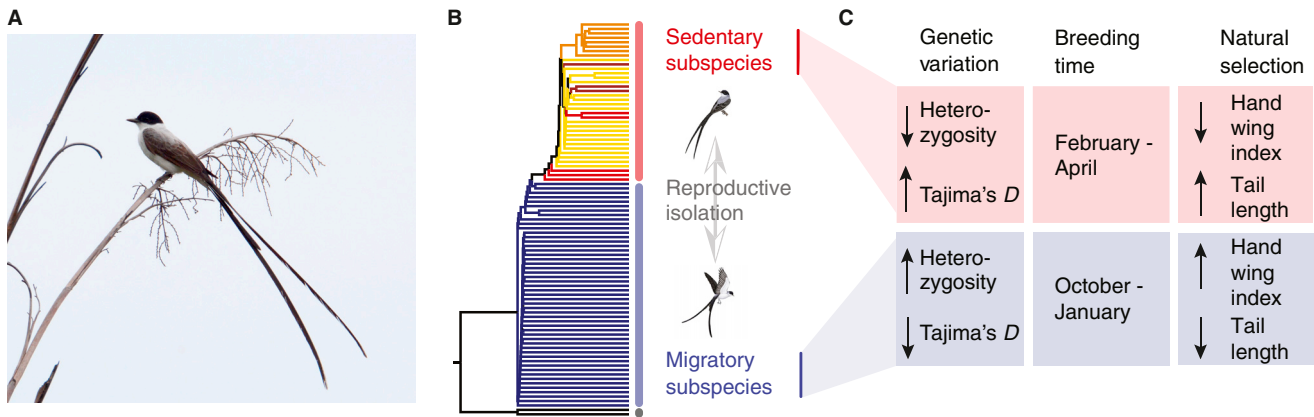 A
B
Sedentary
subspecies
Reproductive
isolation
Migratory
subspecies
C
Genetic
variation
Breeding
time
Natural
selection
Hetero-
zygosity
Tajima's D
February -
April
Hand
wing
index
Tail
length
Hetero-
zygosity
Tajima's D
October -
January
Hand
wing
index
Tail
length